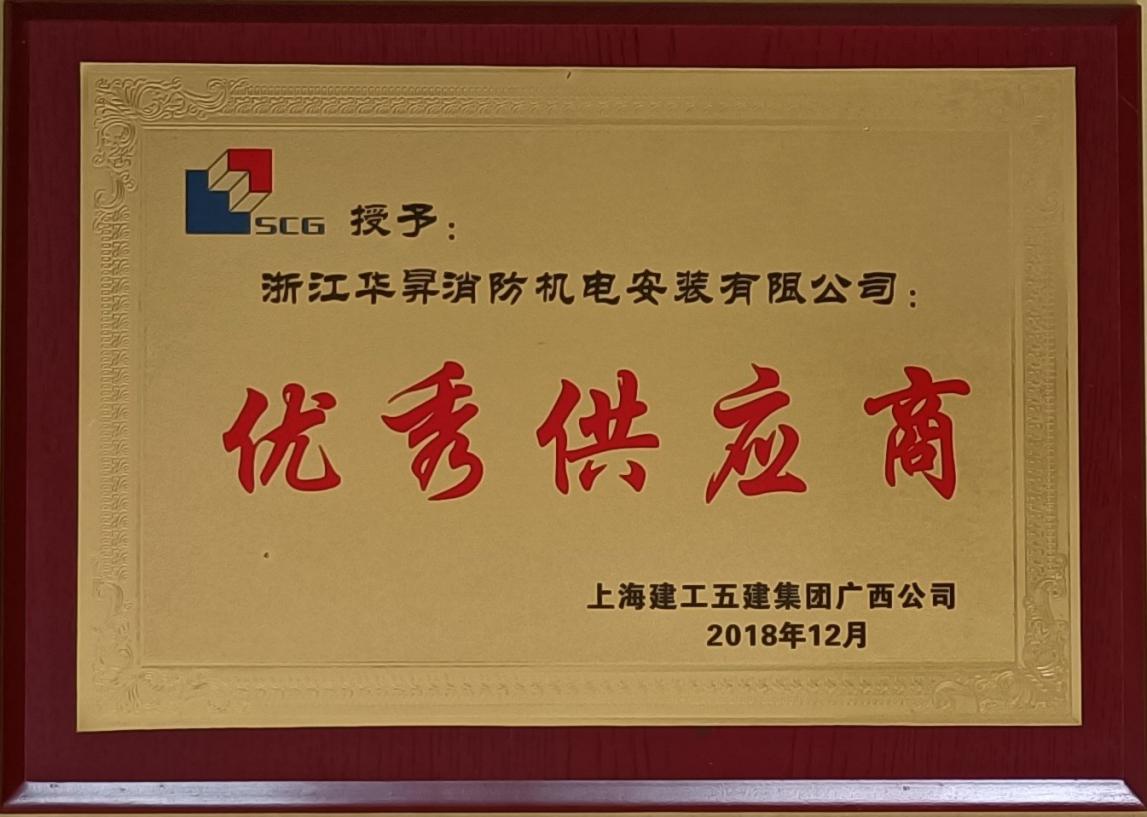 SCG 授予：
浙江华昇消防机电安装有限公司：
优秀供应商
上海建工五建集团广西公司
2018年12月